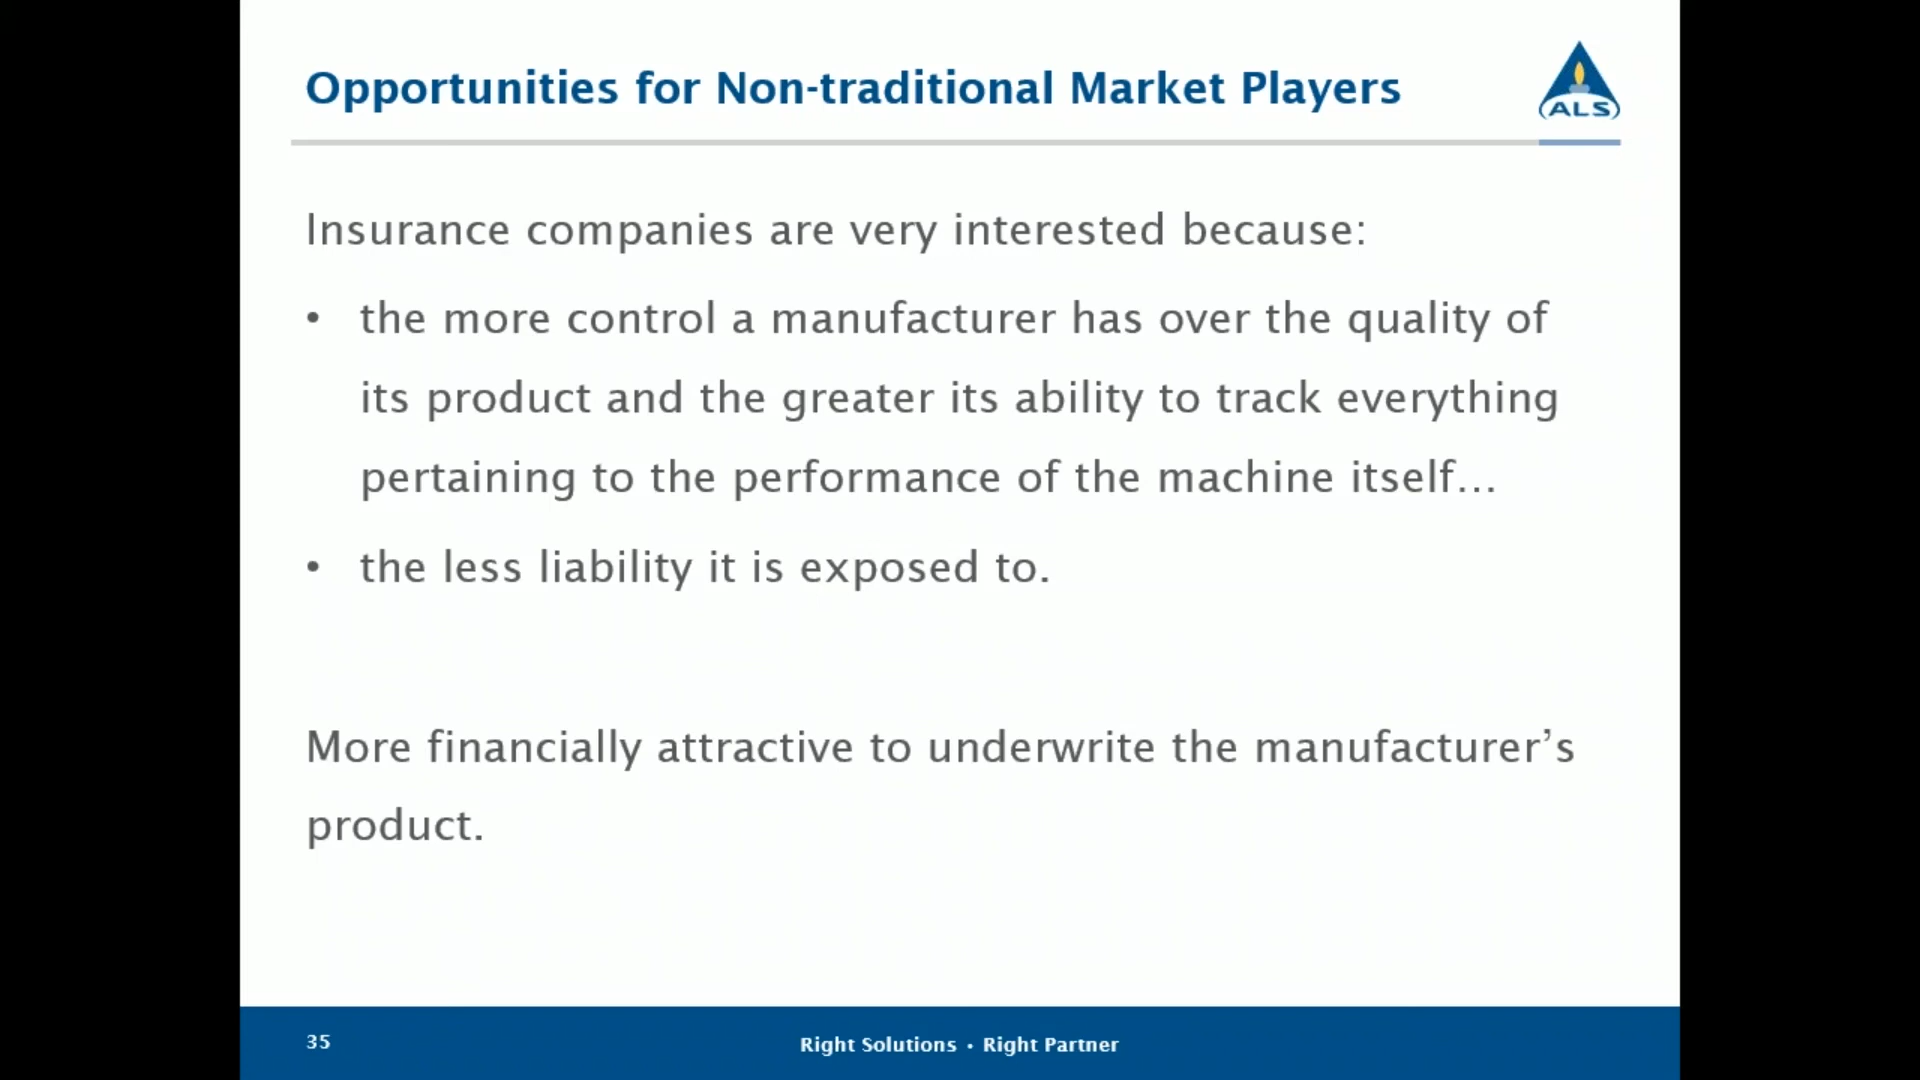 Opportunities for Non-traditional Market Players
ALS
Insurance companies are very interested because:
• the more control a manufacturer has over the quality of
its product and the greater its ability to track everything
pertaining to the performance of the machine itself...
• the less liability it is exposed to.
More financially attractive to underwrite the manufacturer’s
product.
35
Right Solutions • Right Partner